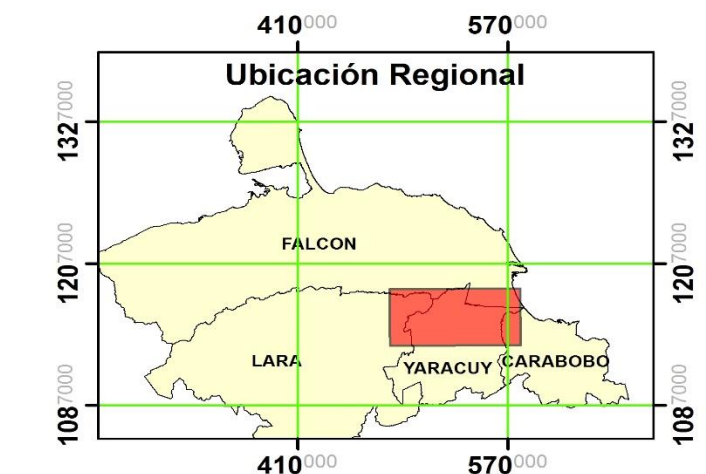 410000 570000
Ubicación Regional
1327000 1327000
FALCON
1207000 1207000
LARA YARACUY CARABOBO
1087000 1087000
410000 570000